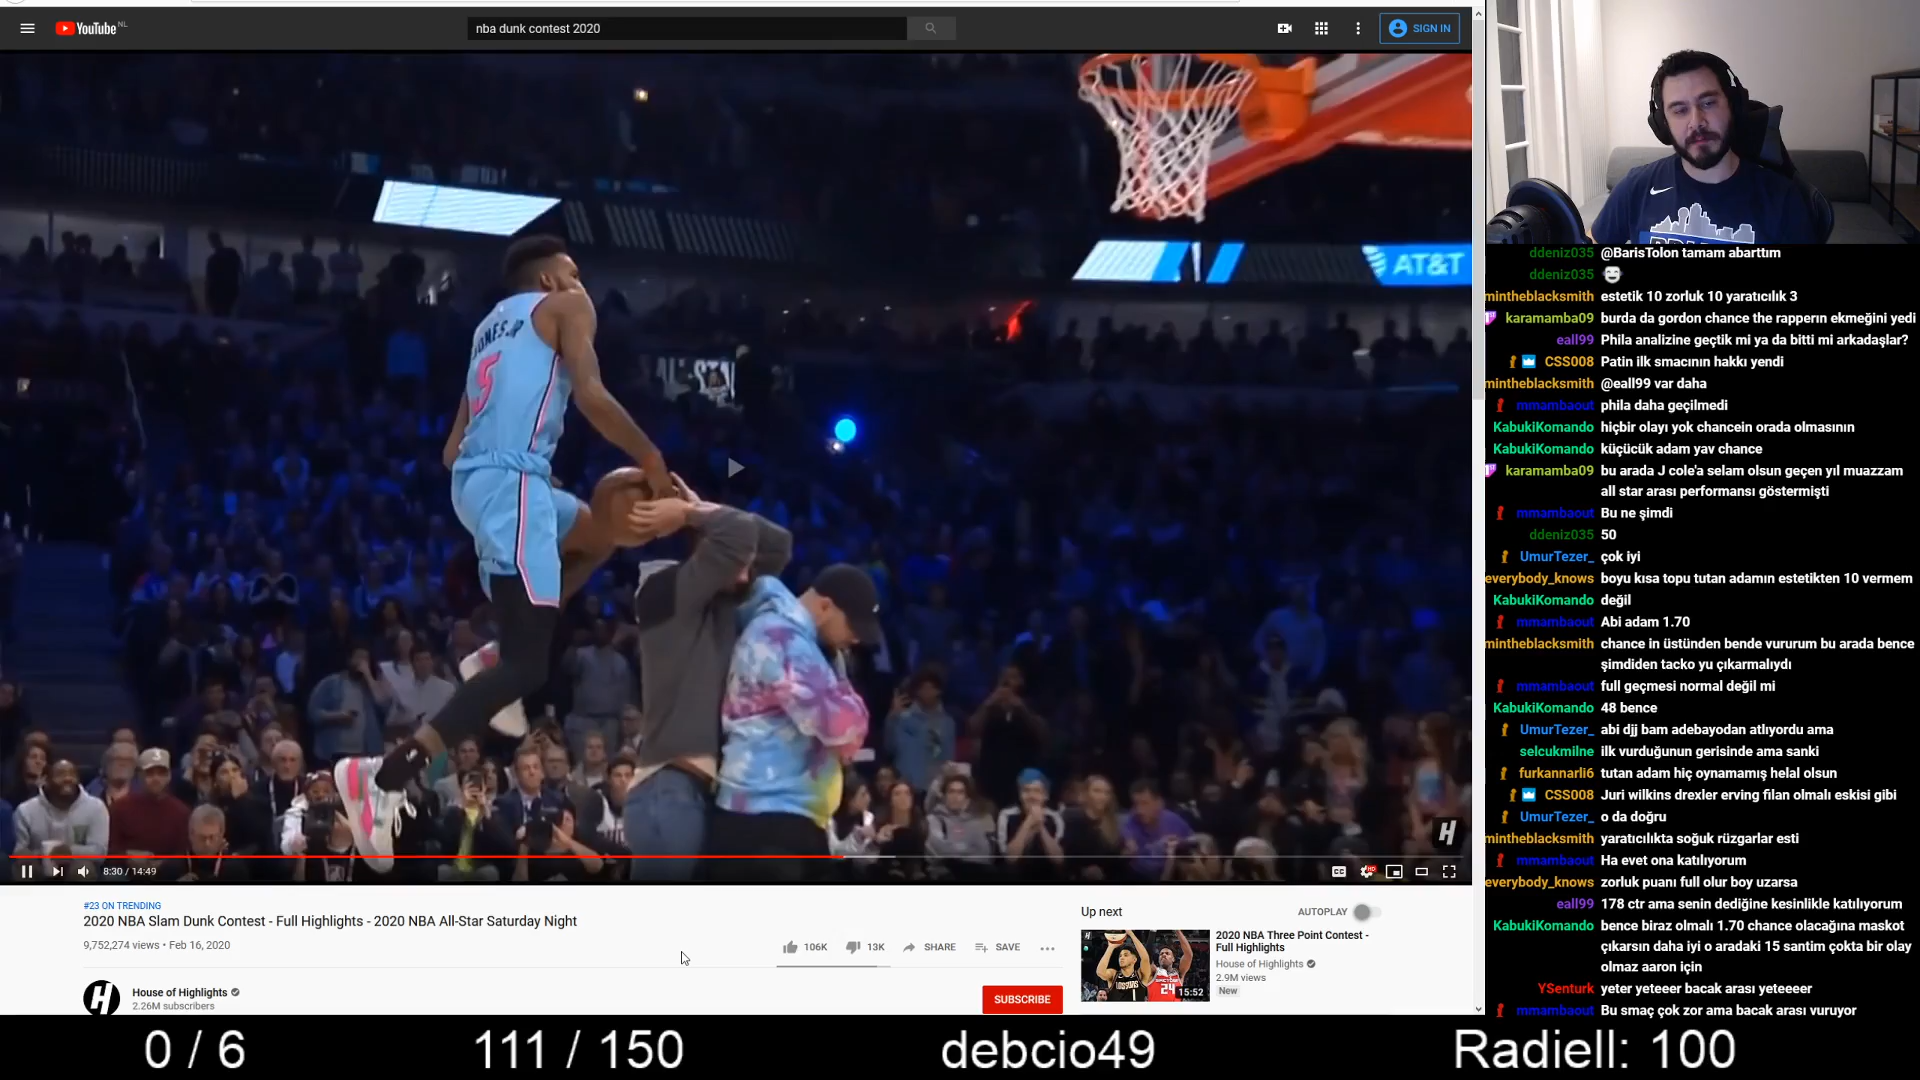 YouTube NL
nba dunk contest 2020
SIGN IN
JONES JR.
5
AT&T
ALL-STAR
H
8:30 / 14:49
CC
HD
#23 ON TRENDING
2020 NBA Slam Dunk Contest - Full Highlights - 2020 NBA All-Star Saturday Night
9,752,274 views • Feb 16, 2020
106K
13K
SHARE
SAVE
House of Highlights
2.26M subscribers
SUBSCRIBE
Up next
AUTOPLAY
2020 NBA Three Point Contest -
Full Highlights
House of Highlights
2.9M views
New
24
15:52
ddeniz035 @BarisTolon tamam abarttım
ddeniz035
mintheblacksmith estetik 10 zorluk 10 yaratıcılık 3
karamamba09 burda da gordon chance the rapperın ekmeğini yedi
eall99 Phila analizine geçtik mi ya da bitti mi arkadaşlar?
CSS008 Patin ilk smacının hakkı yendi
mintheblacksmith @eall99 var daha
mmambaout phila daha geçilmedi
KabukiKomando hiçbir olayı yok chancein orada olmasının
KabukiKomando küçücük adam yav chance
karamamba09 bu arada J cole'a selam olsun geçen yıl muazzam
all star arası performansı göstermişti
mmambaout Bu ne şimdi
ddeniz035 50
UmurTezer_ çok iyi
everybody_knows boyu kısa topu tutan adamın estetikten 10 vermem
KabukiKomando değil
mmambaout Abi adam 1.70
mintheblacksmith chance in üstünden bende vururum bu arada bence
şimdiden tacko yu çıkarmalıydı
mmambaout full geçmesi normal değil mi
KabukiKomando 48 bence
UmurTezer_ abi djj bam adebayodan atlıyordu ama
selcukmilne ilk vurduğunun gerisinde ama sanki
furkannarli6 tutan adam hiç oynamamış helal olsun
CSS008 Juri wilkins drexler erving filan olmalı eskisi gibi
UmurTezer_ o da doğru
mintheblacksmith yaratıcılıkta soğuk rüzgarlar esti
mmambaout Ha evet ona katılıyorum
everybody_knows zorluk puanı full olur boy uzarsa
eall99 178 ctr ama senin dediğine kesinlikle katılıyorum
KabukiKomando bence biraz olmalı 1.70 chance olacağına maskot
çıkarsın daha iyi o aradaki 15 santim çokta bir olay
olmaz aaron için
YSenturk yeter yeteeer bacak arası yeteeeer
mmambaout Bu smaç çok zor ama bacak arası vuruyor
0 / 6
111 / 150
debcio49
Radiell: 100